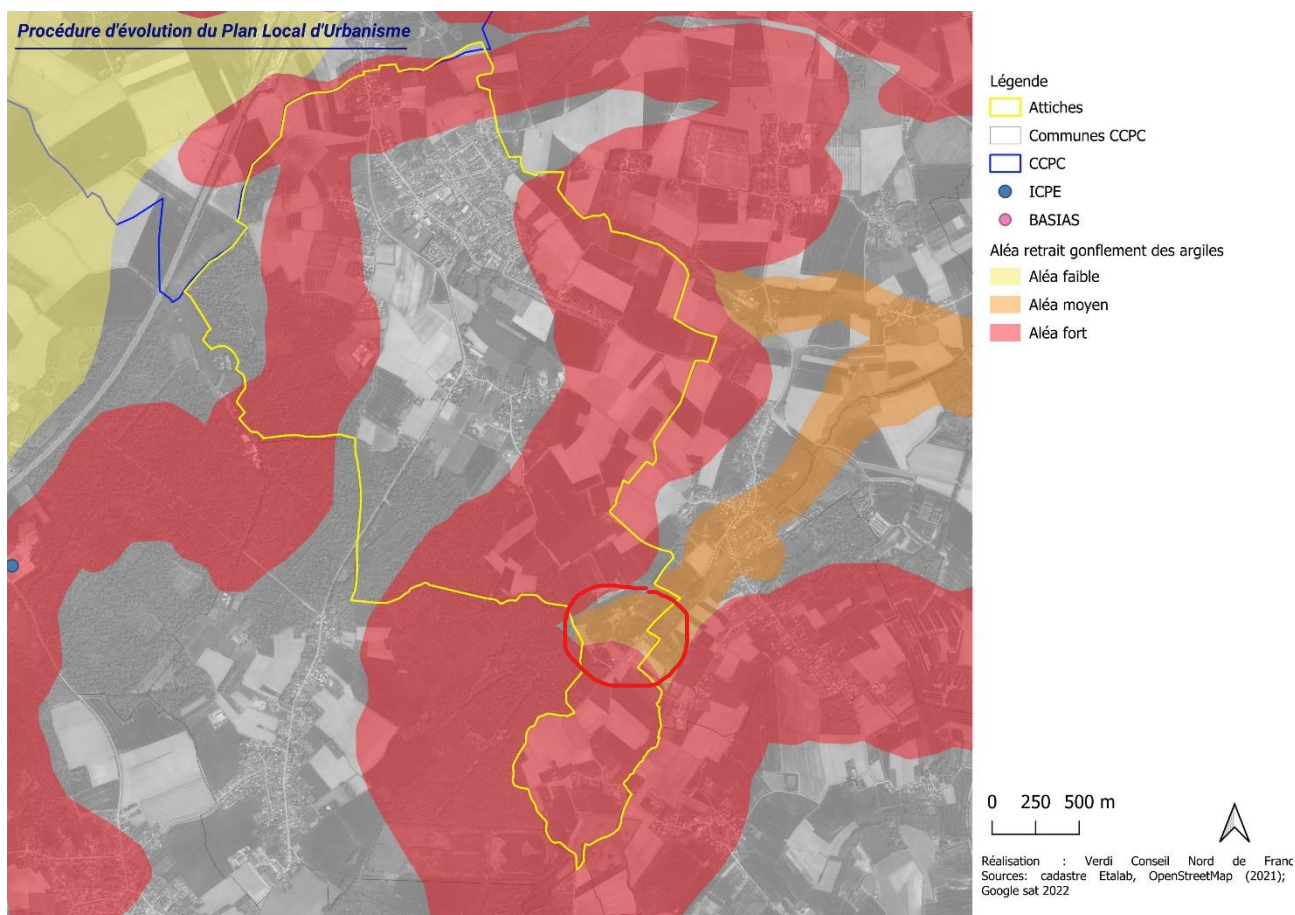 Procédure d'évolution du Plan Local d'Urbanisme
Légende
Attiches
Communes CCPC
CCPC
ICPE
BASIAS
Aléa retrait gonflement des argiles
Aléa faible
Aléa moyen
Aléa fort
0 250 500 m
Réalisation : Verdi Conseil Nord de Franc
Sources: cadastre Etalab, OpenStreetMap (2021);
Google sat 2022